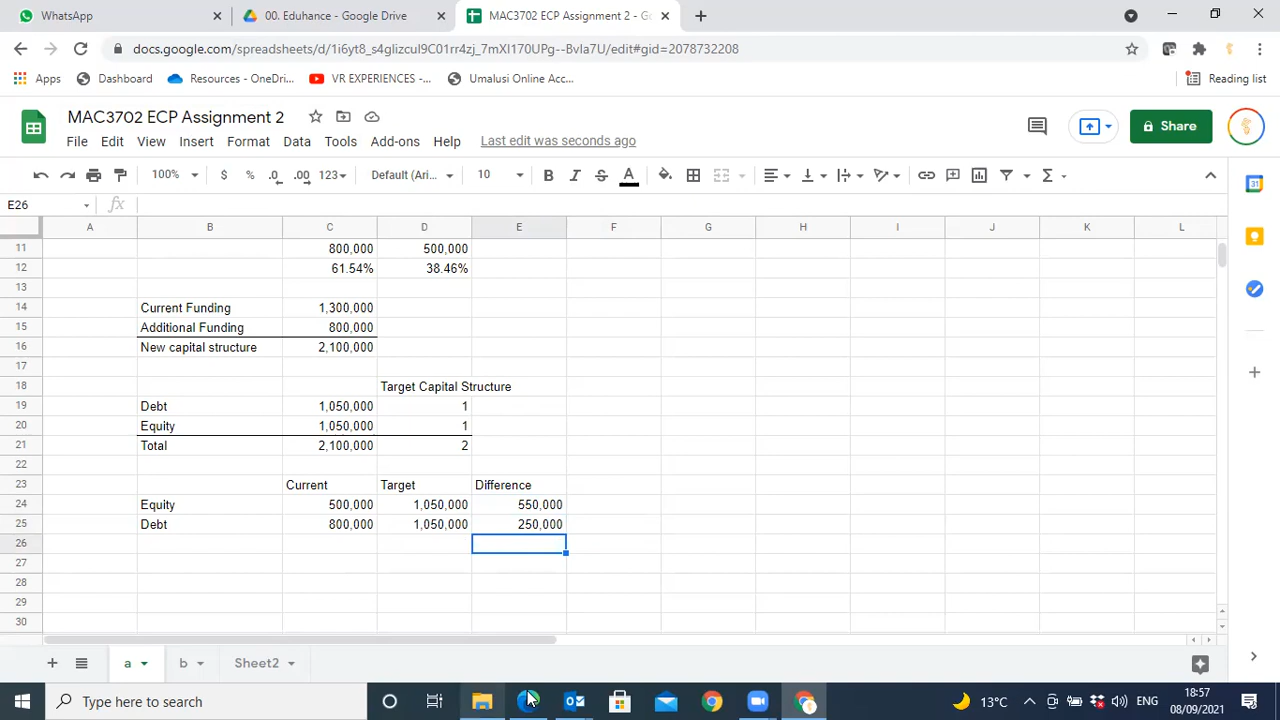 WhatsApp
00. Eduhance - Google Drive
MAC3702 ECP Assignment 2 - Go
docs.google.com/spreadsheets/d/1i6yt8_s4glizcul9C01rr4zj_7mXI170UPg--Bvla7U/edit#gid=2078732208
Apps Dashboard Resources - OneDri... VR EXPERIENCES -... Umalusi Online Acc... Reading list
MAC3702 ECP Assignment 2
File Edit View Insert Format Data Tools Add-ons Help Last edit was seconds ago
Share
100% $ % .0 .00 123 Default (Ari... 10 B I S A Σ
E26 fx
A B C D E F G H I J K L
11 800,000 500,000
12 61.54% 38.46%
13
14 Current Funding 1,300,000
15 Additional Funding 800,000
16 New capital structure 2,100,000
17
18 Target Capital Structure
19 Debt 1,050,000 1
20 Equity 1,050,000 1
21 Total 2,100,000 2
22
23 Current Target Difference
24 Equity 500,000 1,050,000 550,000
25 Debt 800,000 1,050,000 250,000
26
27
28
29
30
a b Sheet2
Type here to search
13°C ENG
18:57
08/09/2021